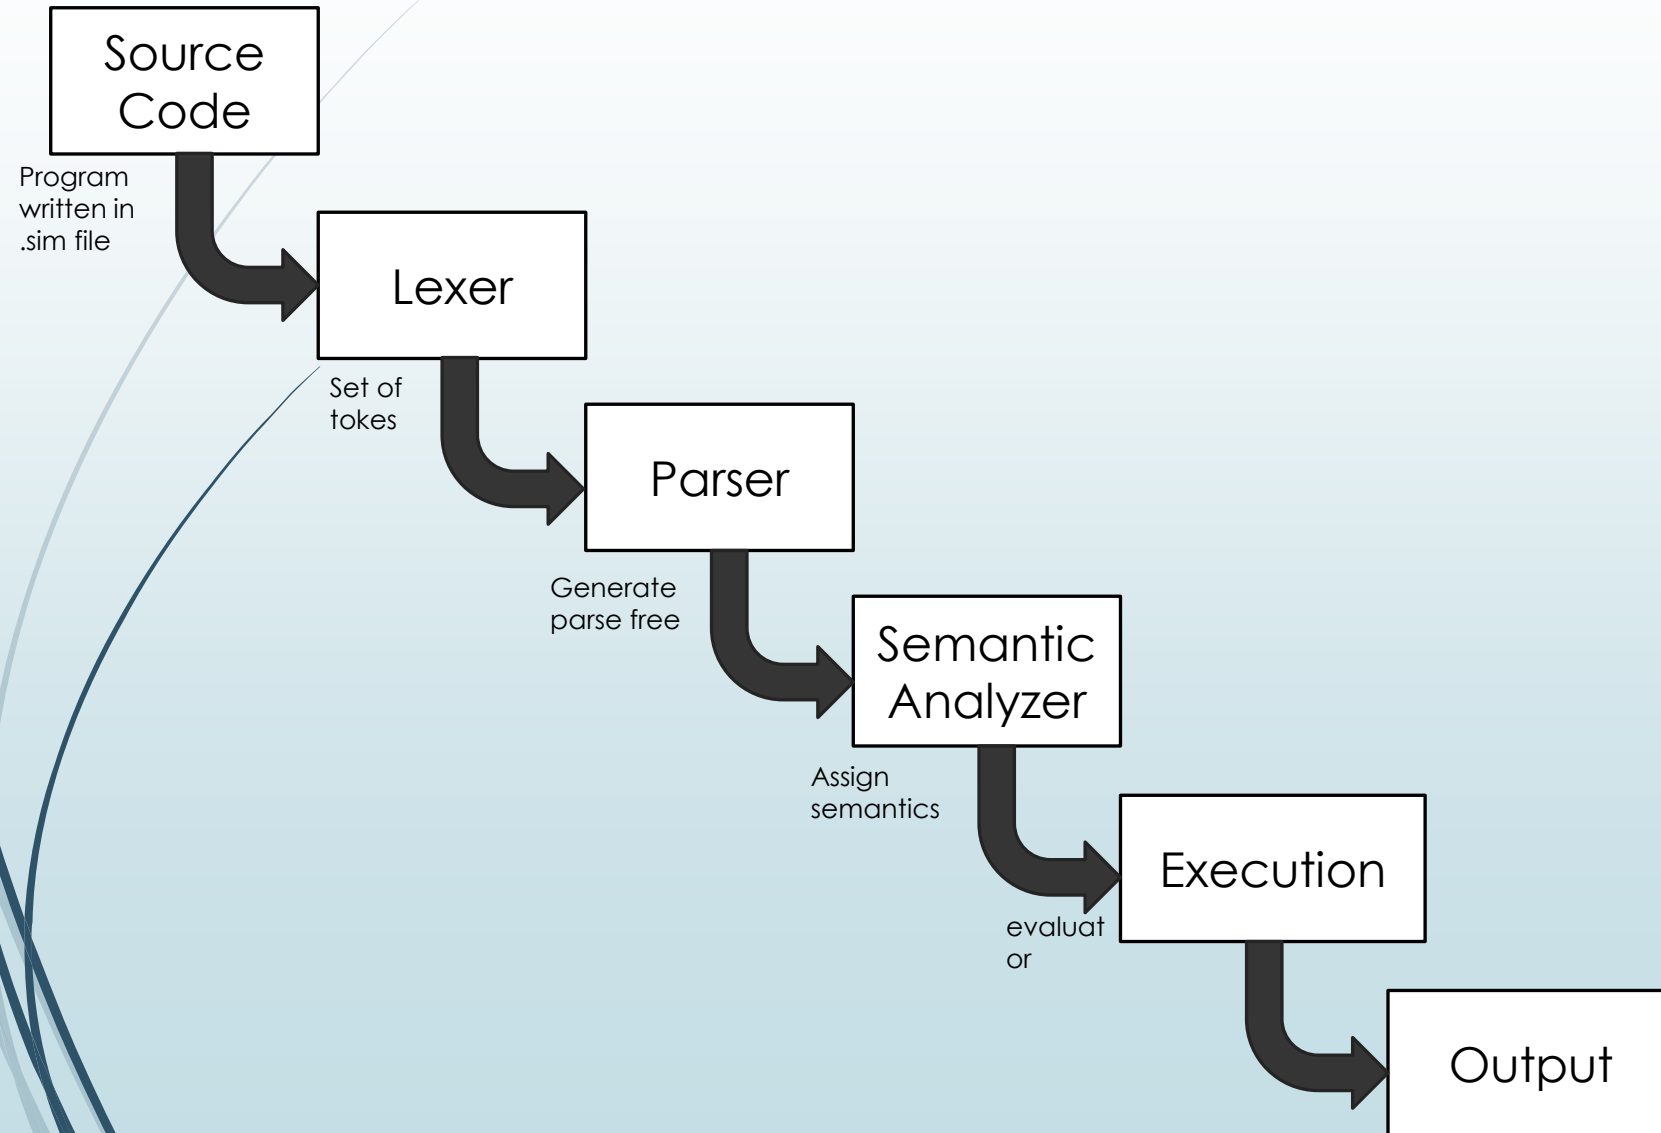 Source
Code
Program
written in
.sim file
Lexer
Set of
tokes
Parser
Generate
parse free
Semantic
Analyzer
Assign
semantics
Execution
evaluat
or
Output